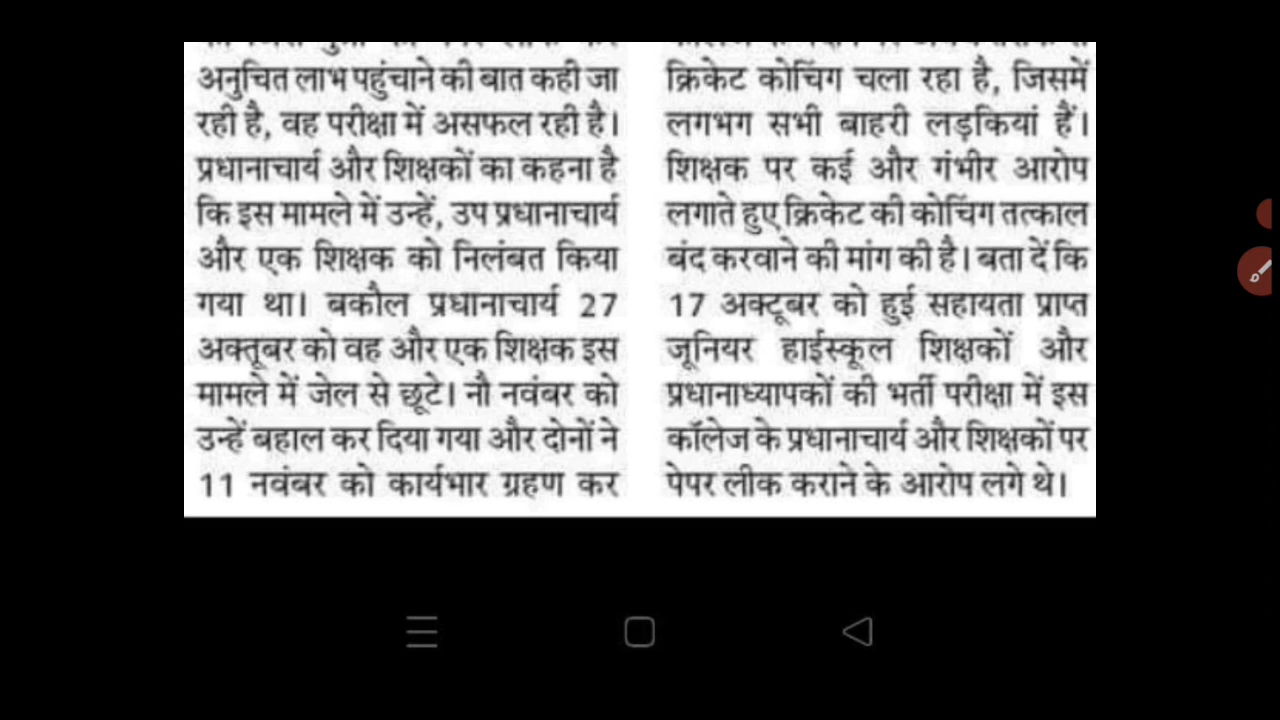 अनुचित लाभ पहुंचाने की बात कही जा
रही है, वह परीक्षा में असफल रही है।
प्रधानाचार्य और शिक्षकों का कहना है
कि इस मामले में उन्हें, उप प्रधानाचार्य
और एक शिक्षक को निलंबत किया
गया था। बकौल प्रधानाचार्य 27
अक्तूबर को वह और एक शिक्षक इस
मामले में जेल से छूटे। नौ नवंबर को
उन्हें बहाल कर दिया गया और दोनों ने
11 नवंबर को कार्यभार ग्रहण कर
क्रिकेट कोचिंग चला रहा है, जिसमें
लगभग सभी बाहरी लड़कियां हैं।
शिक्षक पर कई और गंभीर आरोप
लगाते हुए क्रिकेट की कोचिंग तत्काल
बंद करवाने की मांग की है। बता दें कि
17 अक्टूबर को हुई सहायता प्राप्त
जूनियर हाईस्कूल शिक्षकों और
प्रधानाध्यापकों की भर्ती परीक्षा में इस
कॉलेज के प्रधानाचार्य और शिक्षकों पर
पेपर लीक कराने के आरोप लगे थे।